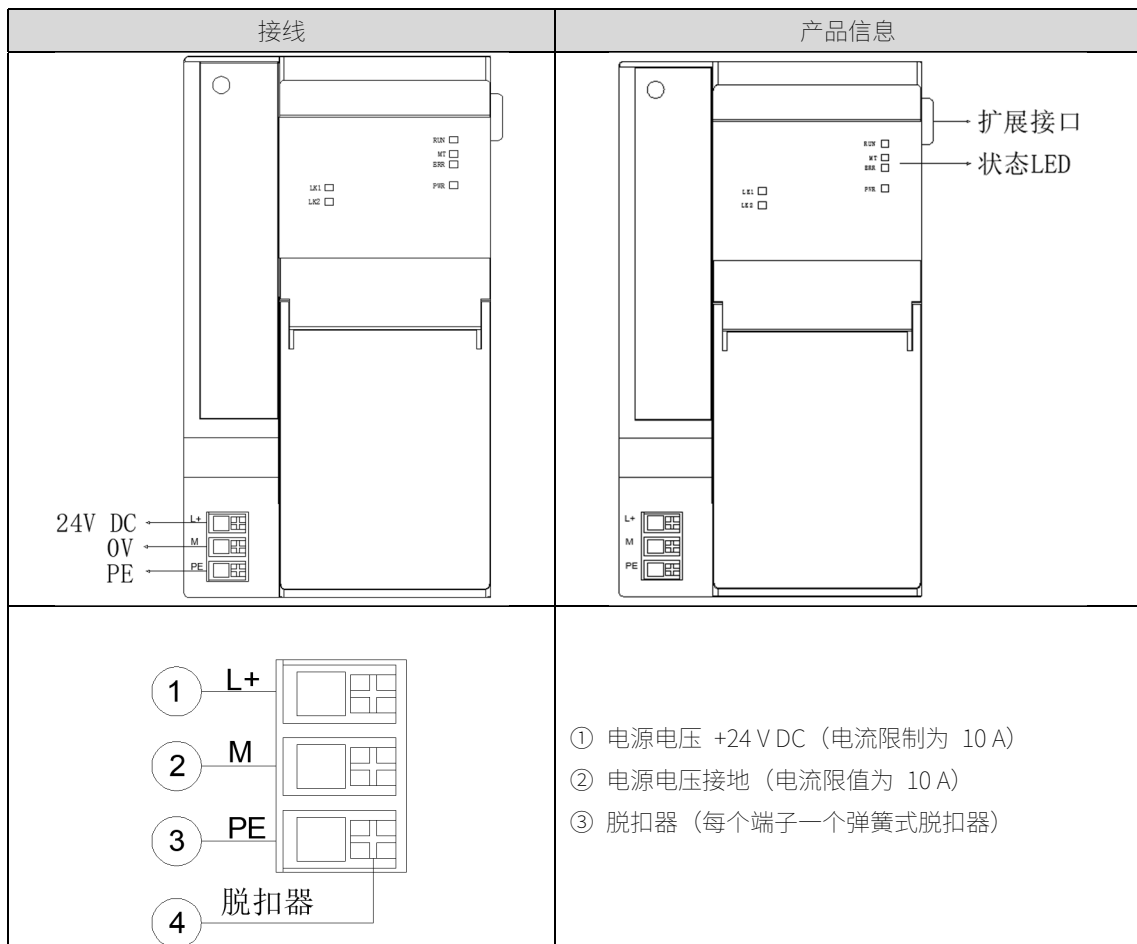 接线
产品信息
RUN
MT
ERR
LK1
PWR
LK2
24V DC
L+
0V
M
PE
PE
RUN
扩展接口
MT
ERR
状态LED
LK1
PWR
LK2
L+
M
PE
1 L+
2 M
3 PE
4 脱扣器
① 电源电压 +24 V DC（电流限制为 10 A）
② 电源电压接地（电流限值为 10 A）
③ 脱扣器（每个端子一个弹簧式脱扣器）